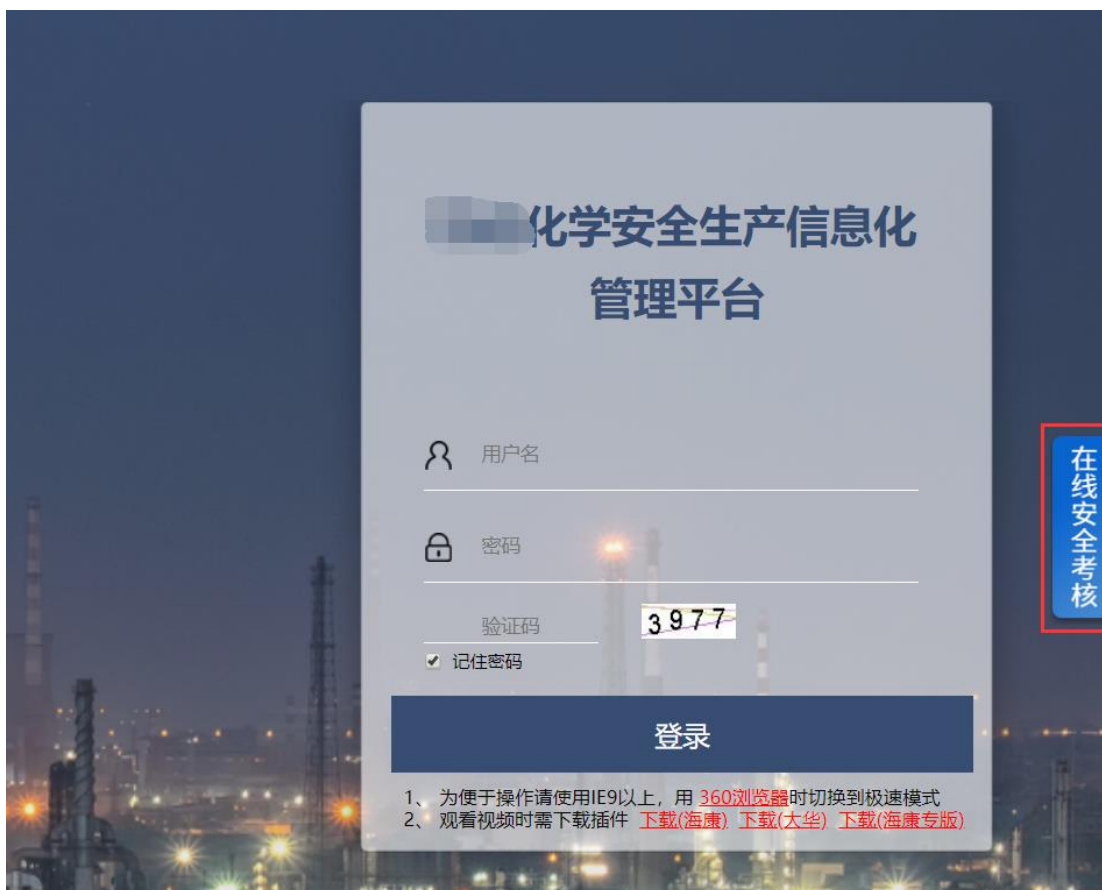 化学安全生产信息化
管理平台
用户名
密码
验证码
3977
记住密码
登录
1、 为便于操作请使用IE9以上，用 360浏览器时切换到极速模式
2、 观看视频时需下载插件 下载(海康) 下载(大华) 下载(海康专版)
在线安全考核